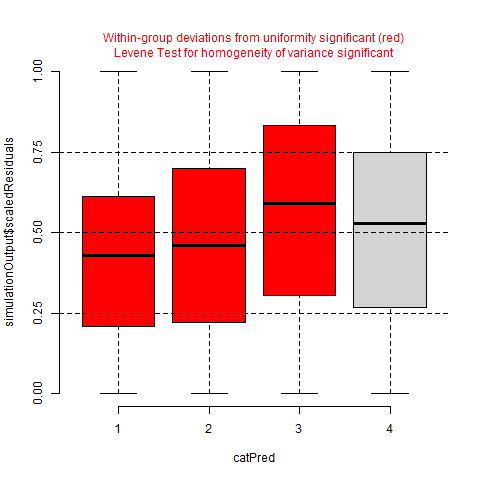 Within-group deviations from uniformity significant (red)
Levene Test for homogeneity of variance significant
simulationOutput$scaledResiduals
1.00
0.75
0.50
0.25
0.00
1 2 3 4
catPred